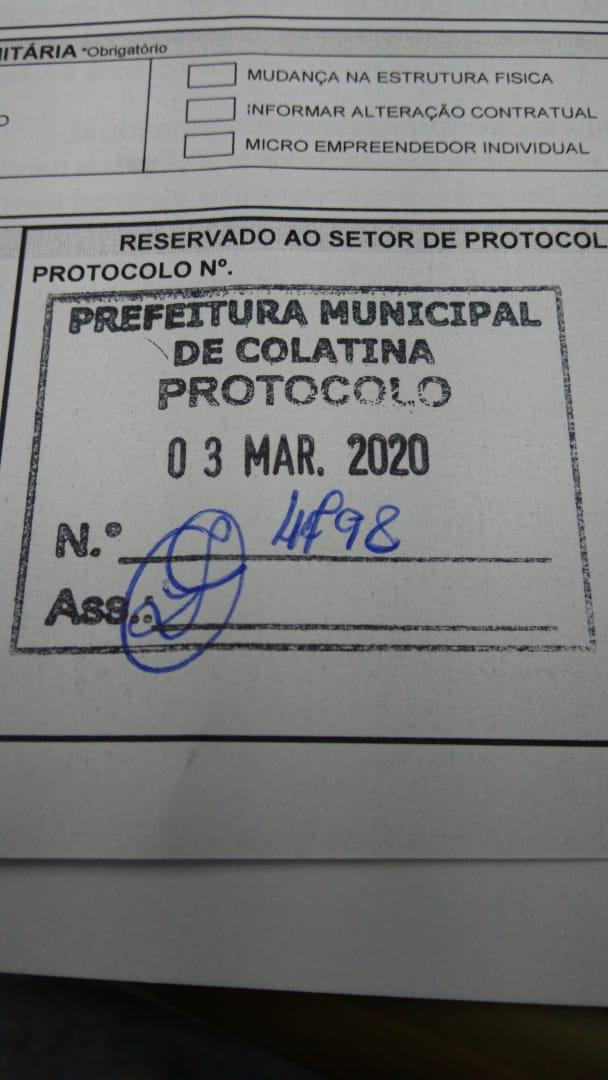 ITÁRIA *Obrigatório
MUDANÇA NA ESTRUTURA FISICA
INFORMAR ALTERAÇÃO CONTRATUAL
MICRO EMPREENDEDOR INDIVIDUAL
RESERVADO AO SETOR DE PROTOCOL
PROTOCOLO Nº.
PREFEITURA MUNICIPAL
DE COLATINA
PROTOCOLO
03 MAR. 2020
N.º
Ass.: